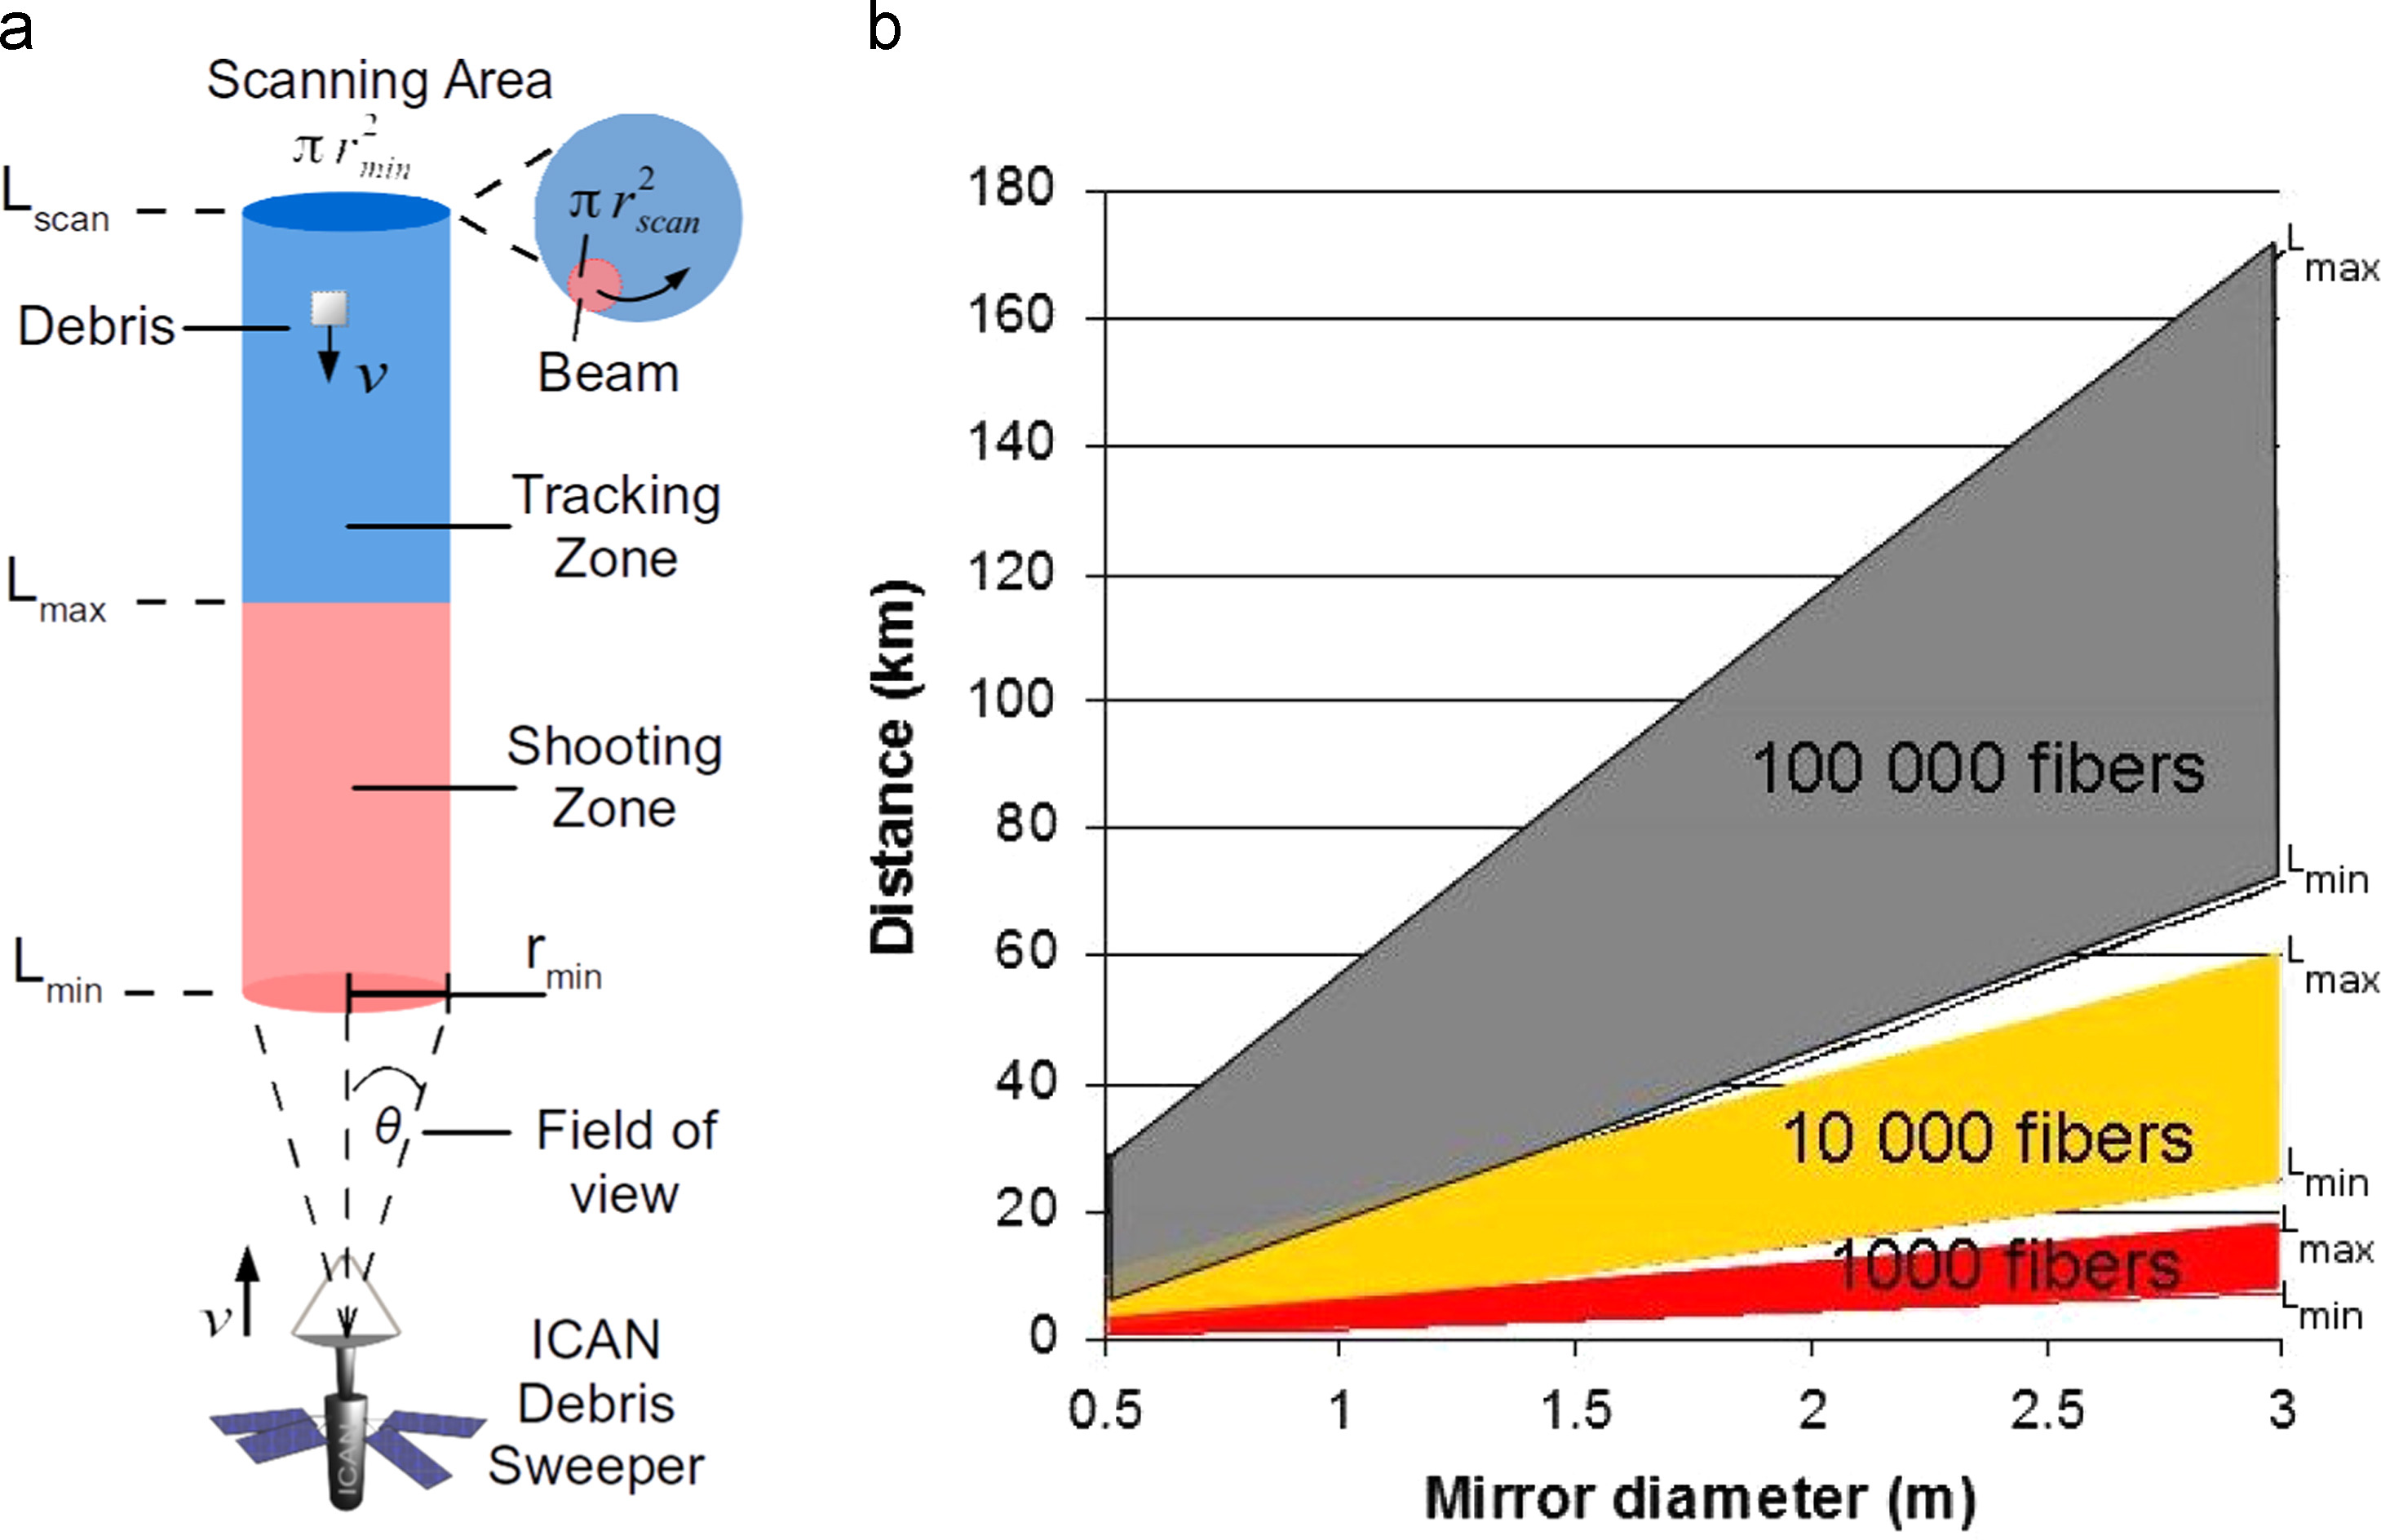 a
Scanning Area
π r²min
Lscan
π r²scan
Debris
v
Beam
Tracking
Zone
Lmax
Shooting
Zone
Lmin
rmin
θ
Field of
view
v
ICAN
Debris
Sweeper
ICAN
b
Distance (km)
180
160
140
120
100
80
60
40
20
0
Lmax
100 000 fibers
Lmin
Lmax
10 000 fibers
Lmin
Lmax
1000 fibers
Lmin
0.5 1 1.5 2 2.5 3
Mirror diameter (m)